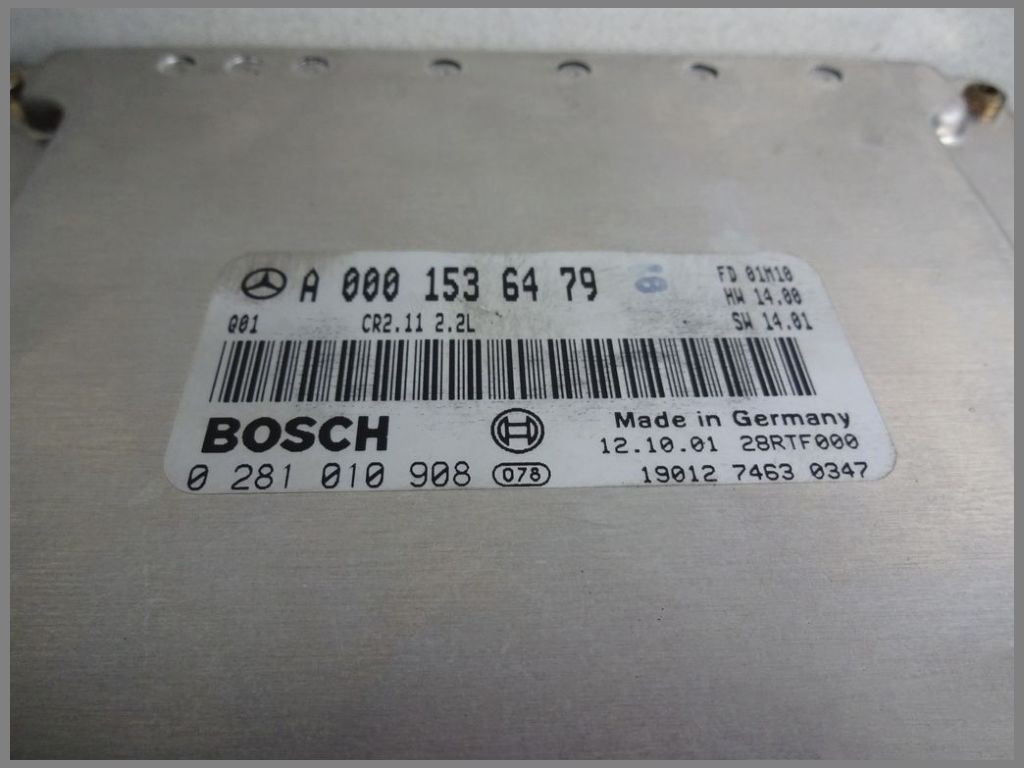 A 000 153 64 79
FD 01M10
HW 14.00
Q01 CR2.11 2.2L SW 14.01
BOSCH
Made in Germany
12.10.01 28RTF000
0 281 010 908 078 19012 7463 0347